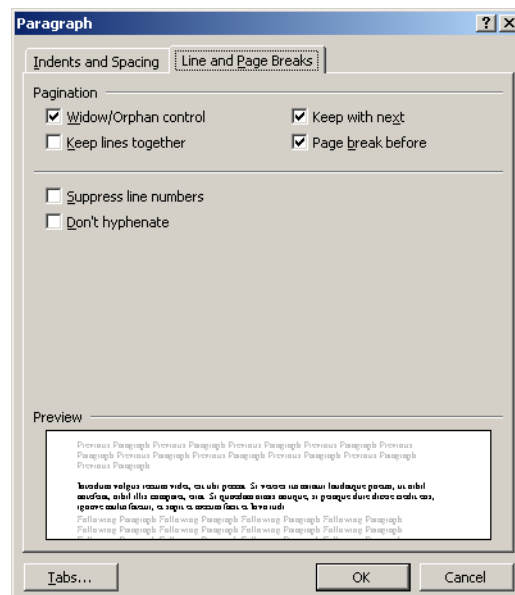 Paragraph
Indents and Spacing Line and Page Breaks
Pagination
Widow/Orphan control Keep with next
Keep lines together Page break before
Suppress line numbers
Don't hyphenate
Preview
Previous Paragraph Previous Paragraph Previous Paragraph Previous Paragraph Previous
Paragraph Previous Paragraph Previous Paragraph Previous Paragraph Previous Paragraph
Previous Paragraph
Following Paragraph Following Paragraph Following Paragraph Following Paragraph
Following Paragraph Following Paragraph Following Paragraph Following Paragraph
Tabs... OK Cancel